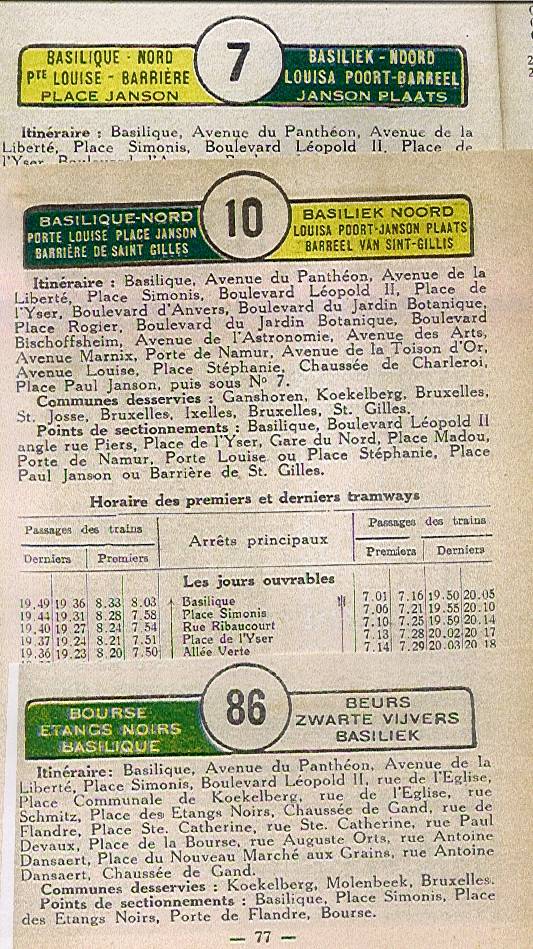 BASILIQUE - NORD
PTE LOUISE - BARRIÈRE
PLACE JANSON
7
BASILIEK - NOORD
LOUISA POORT-BARREEL
JANSON PLAATS
Itinéraire : Basilique, Avenue du Panthéon, Avenue de la
Liberté, Place Simonis, Boulevard Léopold II, Place de
l'Yser, Boulevard
BASILIQUE-NORD
PORTE LOUISE PLACE JANSON
BARRIÈRE DE SAINT GILLES
10
BASILIEK NOORD
LOUISA POORT-JANSON PLAATS
BARREEL VAN SINT-GILLIS
Itinéraire : Basilique, Avenue du Panthéon, Avenue de la
Liberté, Place Simonis, Boulevard Léopold II, Place de
l'Yser, Boulevard d'Anvers, Boulevard du Jardin Botanique,
Place Rogier, Boulevard du Jardin Botanique, Boulevard
Bischoffsheim, Avenue de l'Astronomie, Avenue des Arts,
Avenue Marnix, Porte de Namur, Avenue de la Toison d'Or,
Avenue Louise, Place Stéphanie, Chaussée de Charleroi,
Place Paul Janson, puis sous No 7.
Communes desservies : Ganshoren, Koekelberg, Bruxelles,
St. Josse, Bruxelles, Ixelles, Bruxelles, St. Gilles.
Points de sectionnements : Basilique, Boulevard Léopold II
angle rue Piers, Place de l'Yser, Gare du Nord, Place Madou,
Porte de Namur, Porte Louise ou Place Stéphanie, Place
Paul Janson ou Barrière de St. Gilles.
Horaire des premiers et derniers tramways
Passages des trains
Arrêts principaux
Passages des trains
Derniers Premiers
Premiers Derniers
Les jours ouvrables
19.49 19 36 8.33 8.03 Basilique 7.01 7.16 19.50 20.05
19.44 19.31 8.28 7.58 Place Simonis 7.06 7.21 19.55 20.10
19.40 19.27 8.24 7.54 Rue Ribaucourt 7.10 7.25 19.59 20.14
19.37 19.24 8.21 7.51 Place de l'Yser 7.13 7.28 20.02 20 17
19.36 19.23 8.20 7.50 Allée Verte 7.14 7.29 20.03 20 18
BOURSE
ETANGS NOIRS
BASILIQUE
86
BEURS
ZWARTE VIJVERS
BASILIEK
Itinéraire: Basilique, Avenue du Panthéon, Avenue de la
Liberté, Place Simonis, Boulevard Léopold II, rue de l'Eglise,
Place Communale de Koekelberg, rue de l'Eglise, rue
Schmitz, Place des Etangs Noirs, Chaussée de Gand, rue de
Flandre, Place Ste. Catherine, rue Ste. Catherine, rue Paul
Devaux, Place de la Bourse, rue Auguste Orts, rue Antoine
Dansaert, Place du Nouveau Marché aux Grains, rue Antoine
Dansaert, Chaussée de Gand.
Communes desservies : Koekelberg, Molenbeek, Bruxelles.
Points de sectionnements : Basilique, Place Simonis, Place
des Etangs Noirs, Porte de Flandre, Bourse.
— 77 —